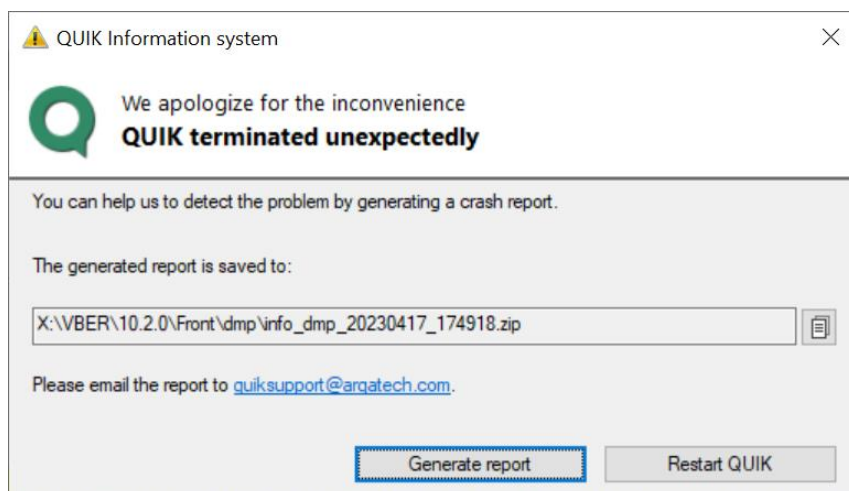 QUIK Information system
We apologize for the inconvenience
QUIK terminated unexpectedly
You can help us to detect the problem by generating a crash report.
The generated report is saved to:
X:\VBER\10.2.0\Front\dmp\info_dmp_20230417_174918.zip
Please email the report to quiksupport@arqatech.com.
Generate report
Restart QUIK